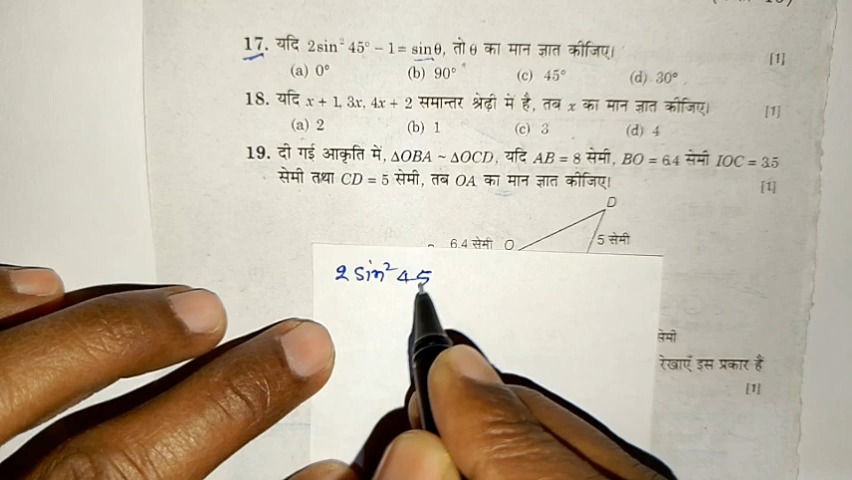 17. यदि 2sin² 45° – 1 = sinθ, तो θ का मान ज्ञात कीजिए। [1]
(a) 0° (b) 90° (c) 45° (d) 30°
18. यदि x + 1, 3x, 4x + 2 समान्तर श्रेढ़ी में है, तब x का मान ज्ञात कीजिए। [1]
(a) 2 (b) 1 (c) 3 (d) 4
19. दी गई आकृति में, ΔOBA ~ ΔOCD, यदि AB = 8 सेमी, BO = 6.4 सेमी IOC = 3.5
सेमी तथा CD = 5 सेमी, तब OA का मान ज्ञात कीजिए। [1]
D
6.4 सेमी O 5 सेमी
2 sin² 45
सेमी
रेखाएँ इस प्रकार हैं
[1]